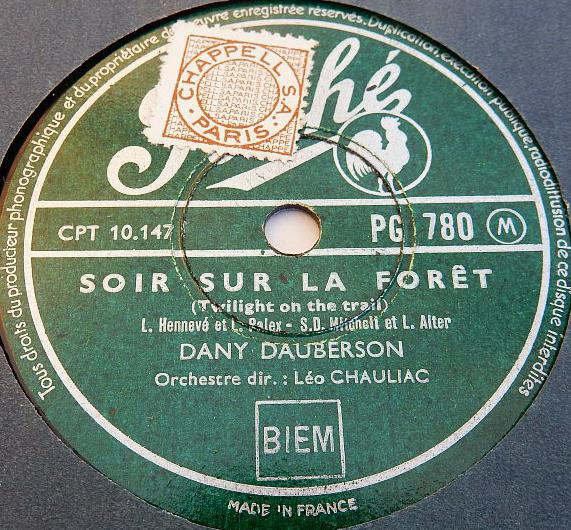 Tous droits du producteur phonographique et du propriétaire de l'œuvre enregistrée réservés. Duplication, exécution publique, radiodiffusion de ce disque interdites
CHAPPELL S.A.
PARIS
CPT 10.147
PG 780 M
SOIR SUR LA FORÊT
(Twilight on the trail)
L. Hennevé et L. Palex - S.D. Mitchell et L. Alter
DANY DAUBERSON
Orchestre dir. : Léo CHAULIAC
BIEM
MADE IN FRANCE